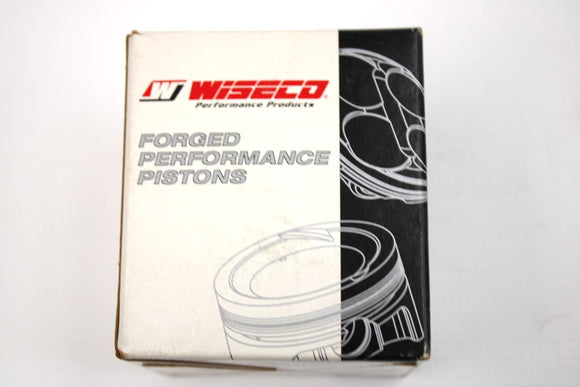 W WISECO
Performance Products
FORGED
PERFORMANCE
PISTONS